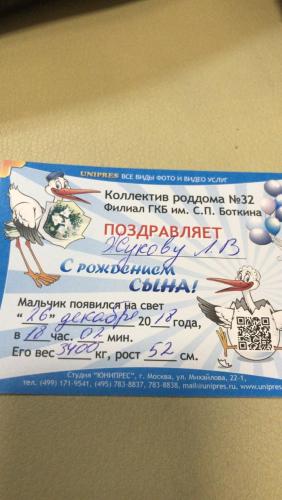 UNIPRES ВСЕ ВИДЫ ФОТО И ВИДЕО УСЛУГ
Коллектив роддома №32
Филиал ГКБ им. С.П. Боткина
ПОЗДРАВЛЯЕТ
Жукову Л.В
С рождением
СЫНА!
Мальчик появился на свет
"26" декабря 2018 года,
в 18 час. 02 мин.
Его вес 3400 кг, рост 52 см.
Студия "ЮНИПРЕС", г. Москва, ул. Михайлова, 22-1,
тел. (499) 171-9541, (495) 783-8837, 783-8838, mail@unipres.ru, www.unipres